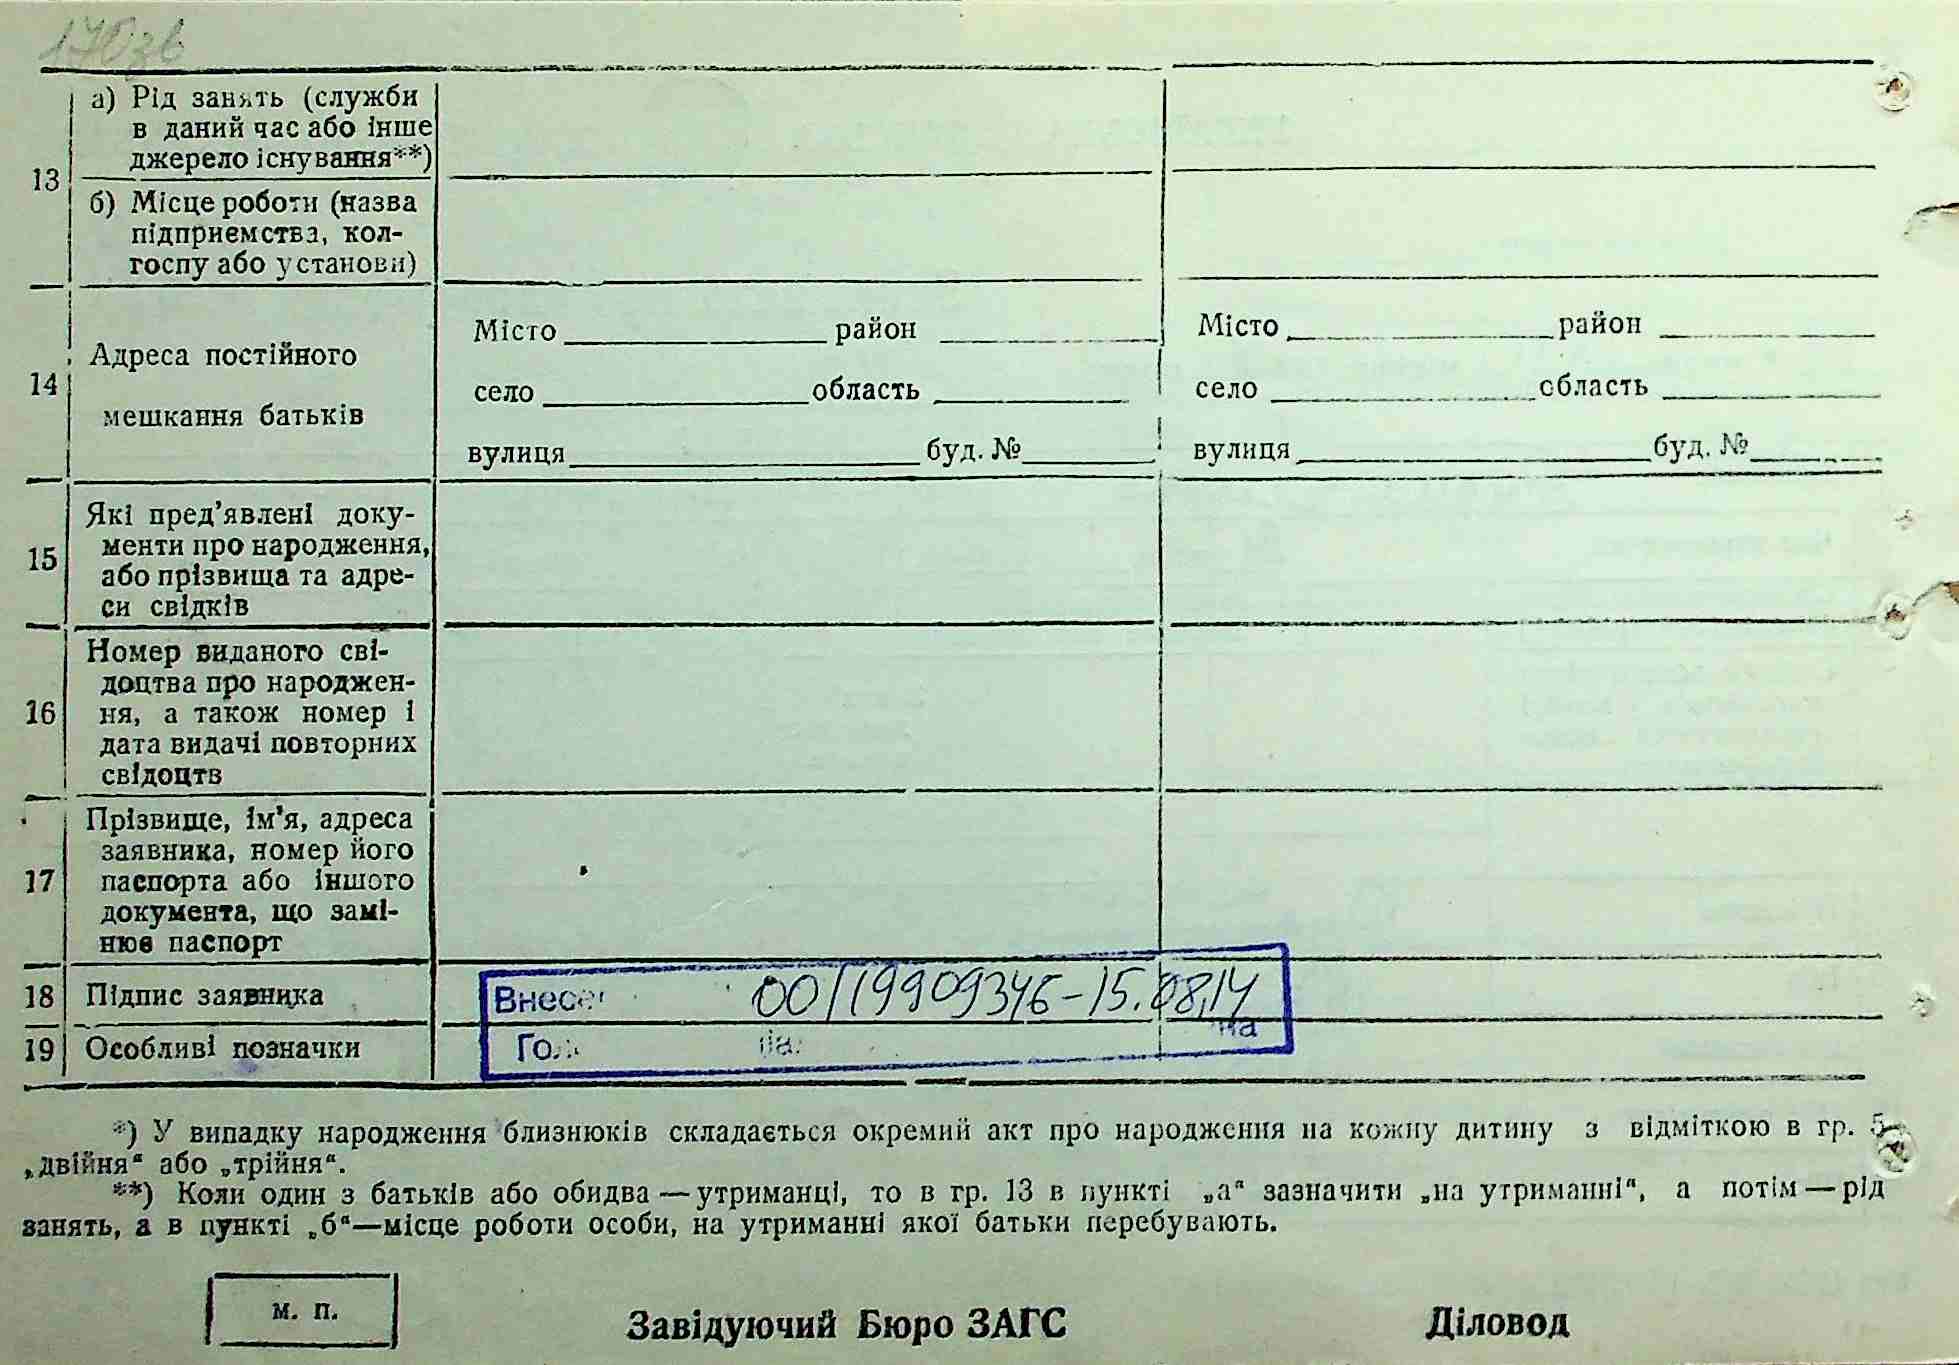 170зв
а) Рід занять (служби
в даний час або інше
джерело існування**)
13
б) Місце роботи (назва
підприємства, кол-
госпу або установи)
Місто район Місто район
Адреса постійного
14
село область село область
мешкання батьків
вулиця буд. № вулиця буд. №
Які пред’явлені доку-
менти про народження,
15
або прізвища та адре-
си свідків
Номер виданого сві-
доцтва про народжен-
16 ня, а також номер і
дата видачі повторних
свідоцтв
Прізвище, ім’я, адреса
заявника, номер його
17 паспорта або іншого
документа, що замі-
нює паспорт
18 Підпис заявника 00119909346-15.08.14
19 Особливі позначки
*) У випадку народження близнюків складається окремий акт про народження на кожну дитину з відміткою в гр. 5
„двійня“ або „трійня“.
**) Коли один з батьків або обидва — утриманці, то в гр. 13 в пункті „а“ зазначити „на утриманні“, а потім — рід
занять, а в пункті „б“—місце роботи особи, на утриманні якої батьки перебувають.
м. п.
Завідуючий Бюро ЗАГС Діловод